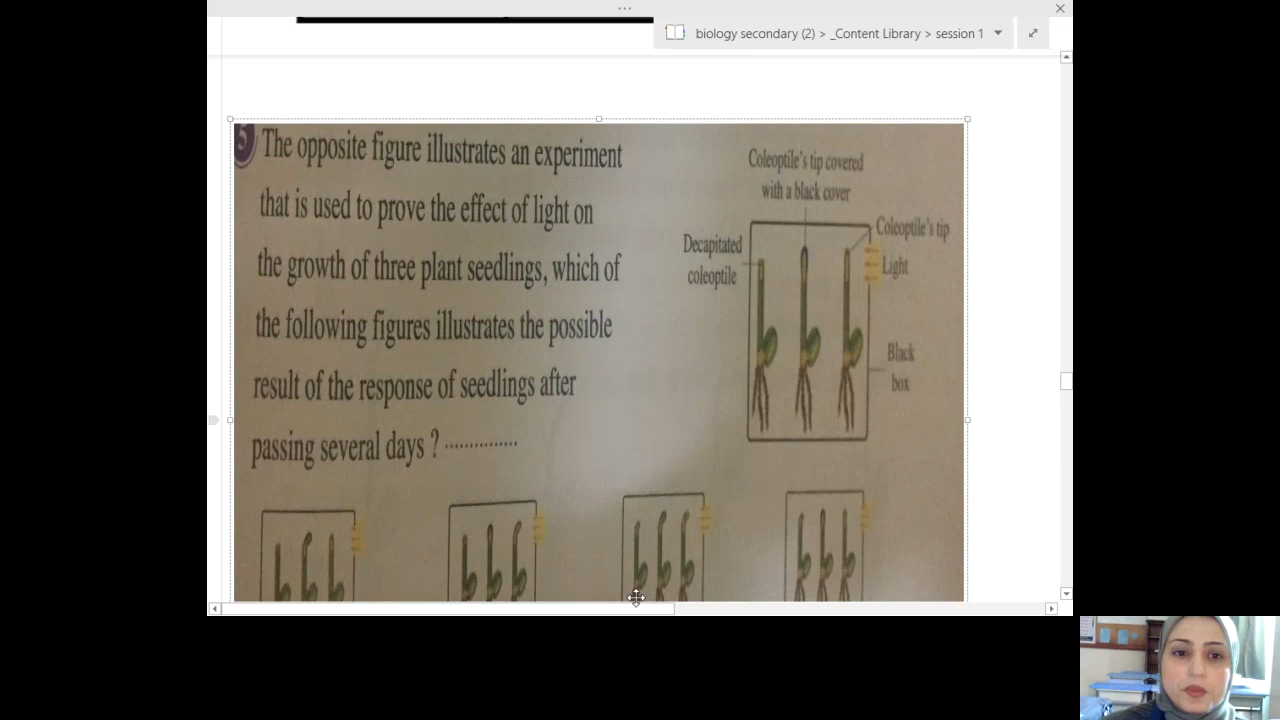 biology secondary (2) > _Content Library > session 1
5
The opposite figure illustrates an experiment
that is used to prove the effect of light on
the growth of three plant seedlings, which of
the following figures illustrates the possible
result of the response of seedlings after
passing several days ? ...............
Coleoptile's tip covered
with a black cover
Decapitated
coleoptile
Coleoptile's tip
Light
Black
box